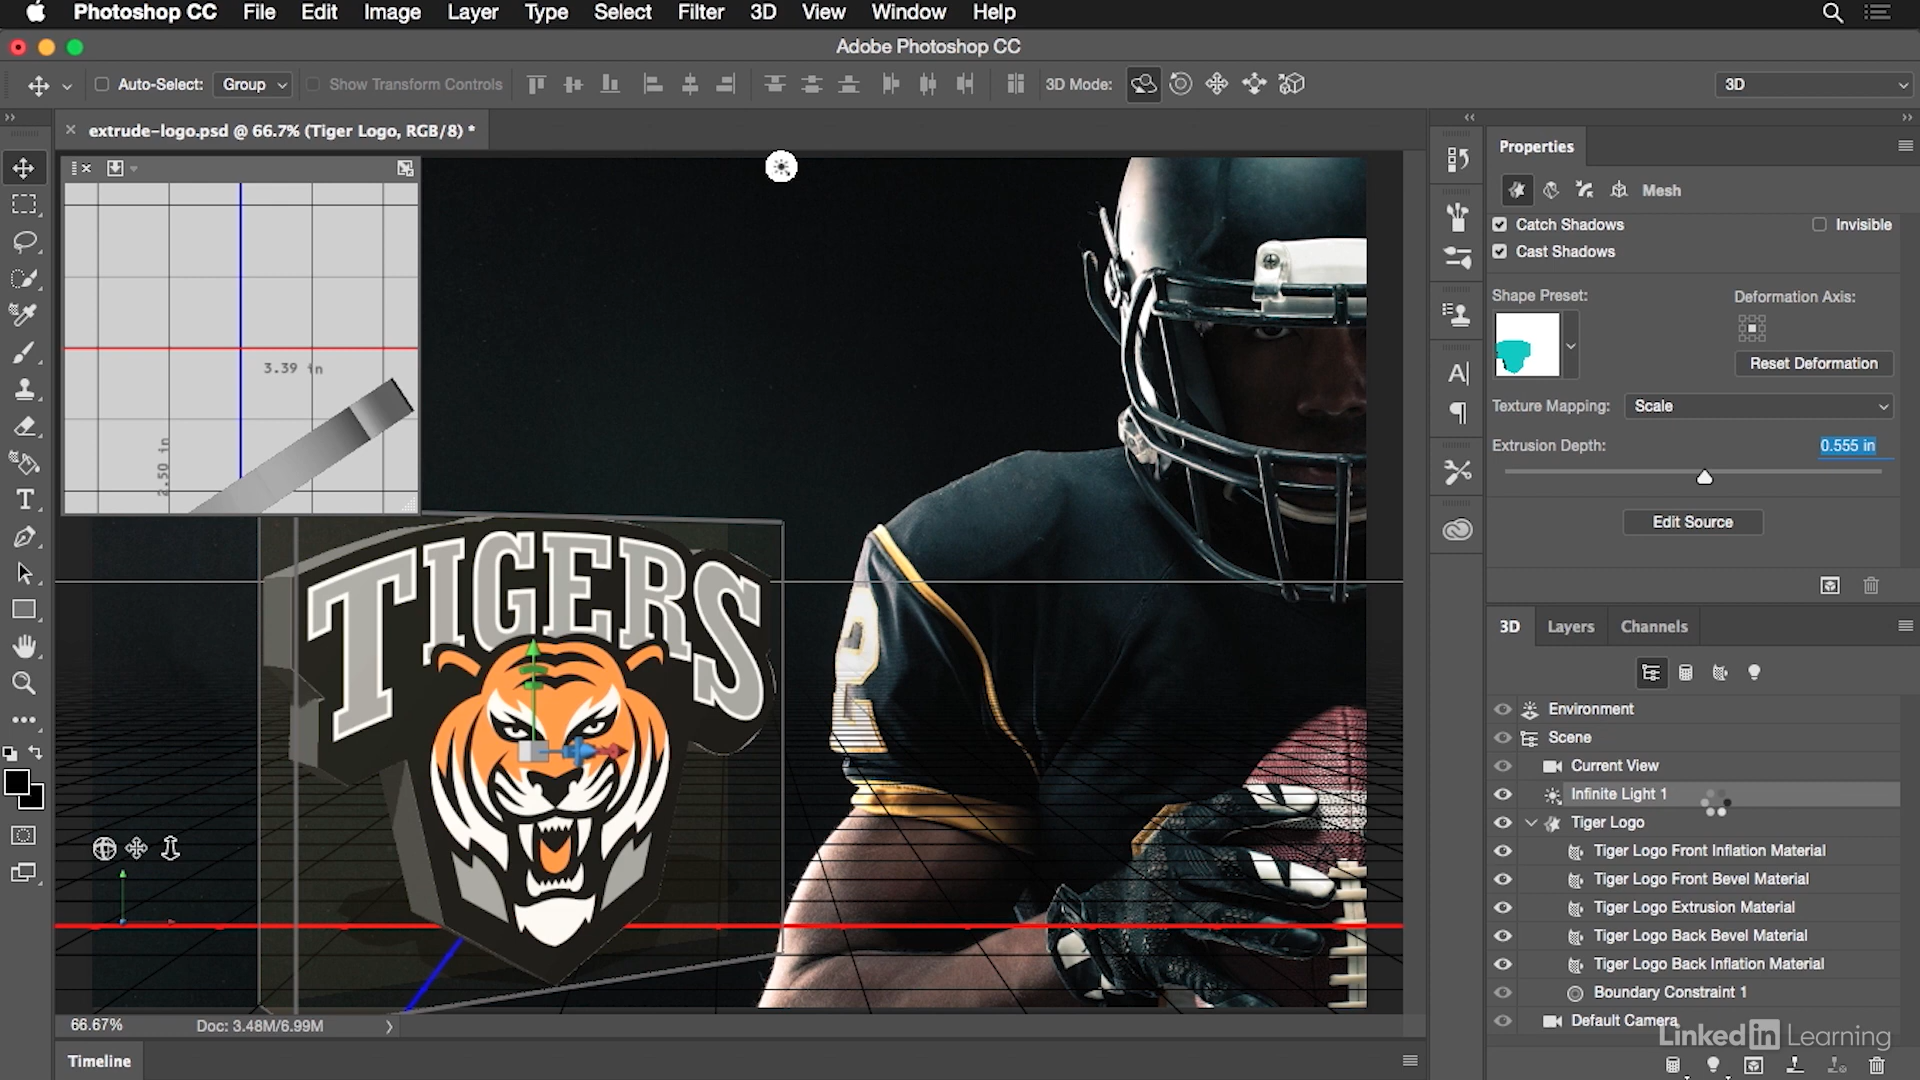 Photoshop CC File Edit Image Layer Type Select Filter 3D View Window Help
Adobe Photoshop CC
Auto-Select: Group Show Transform Controls 3D Mode: 3D
extrude-logo.psd @ 66.7% (Tiger Logo, RGB/8) *
3.39 in
2.50 in
TIGERS
2
66.67% Doc: 3.48M/6.99M
Timeline
Properties
Mesh
Catch Shadows Invisible
Cast Shadows
Shape Preset: Deformation Axis:
Reset Deformation
Texture Mapping: Scale
Extrusion Depth: 0.555 in
Edit Source
3D Layers Channels
Environment
Scene
Current View
Infinite Light 1
Tiger Logo
Tiger Logo Front Inflation Material
Tiger Logo Front Bevel Material
Tiger Logo Extrusion Material
Tiger Logo Back Bevel Material
Tiger Logo Back Inflation Material
Boundary Constraint 1
Default Camera
LinkedIn Learning